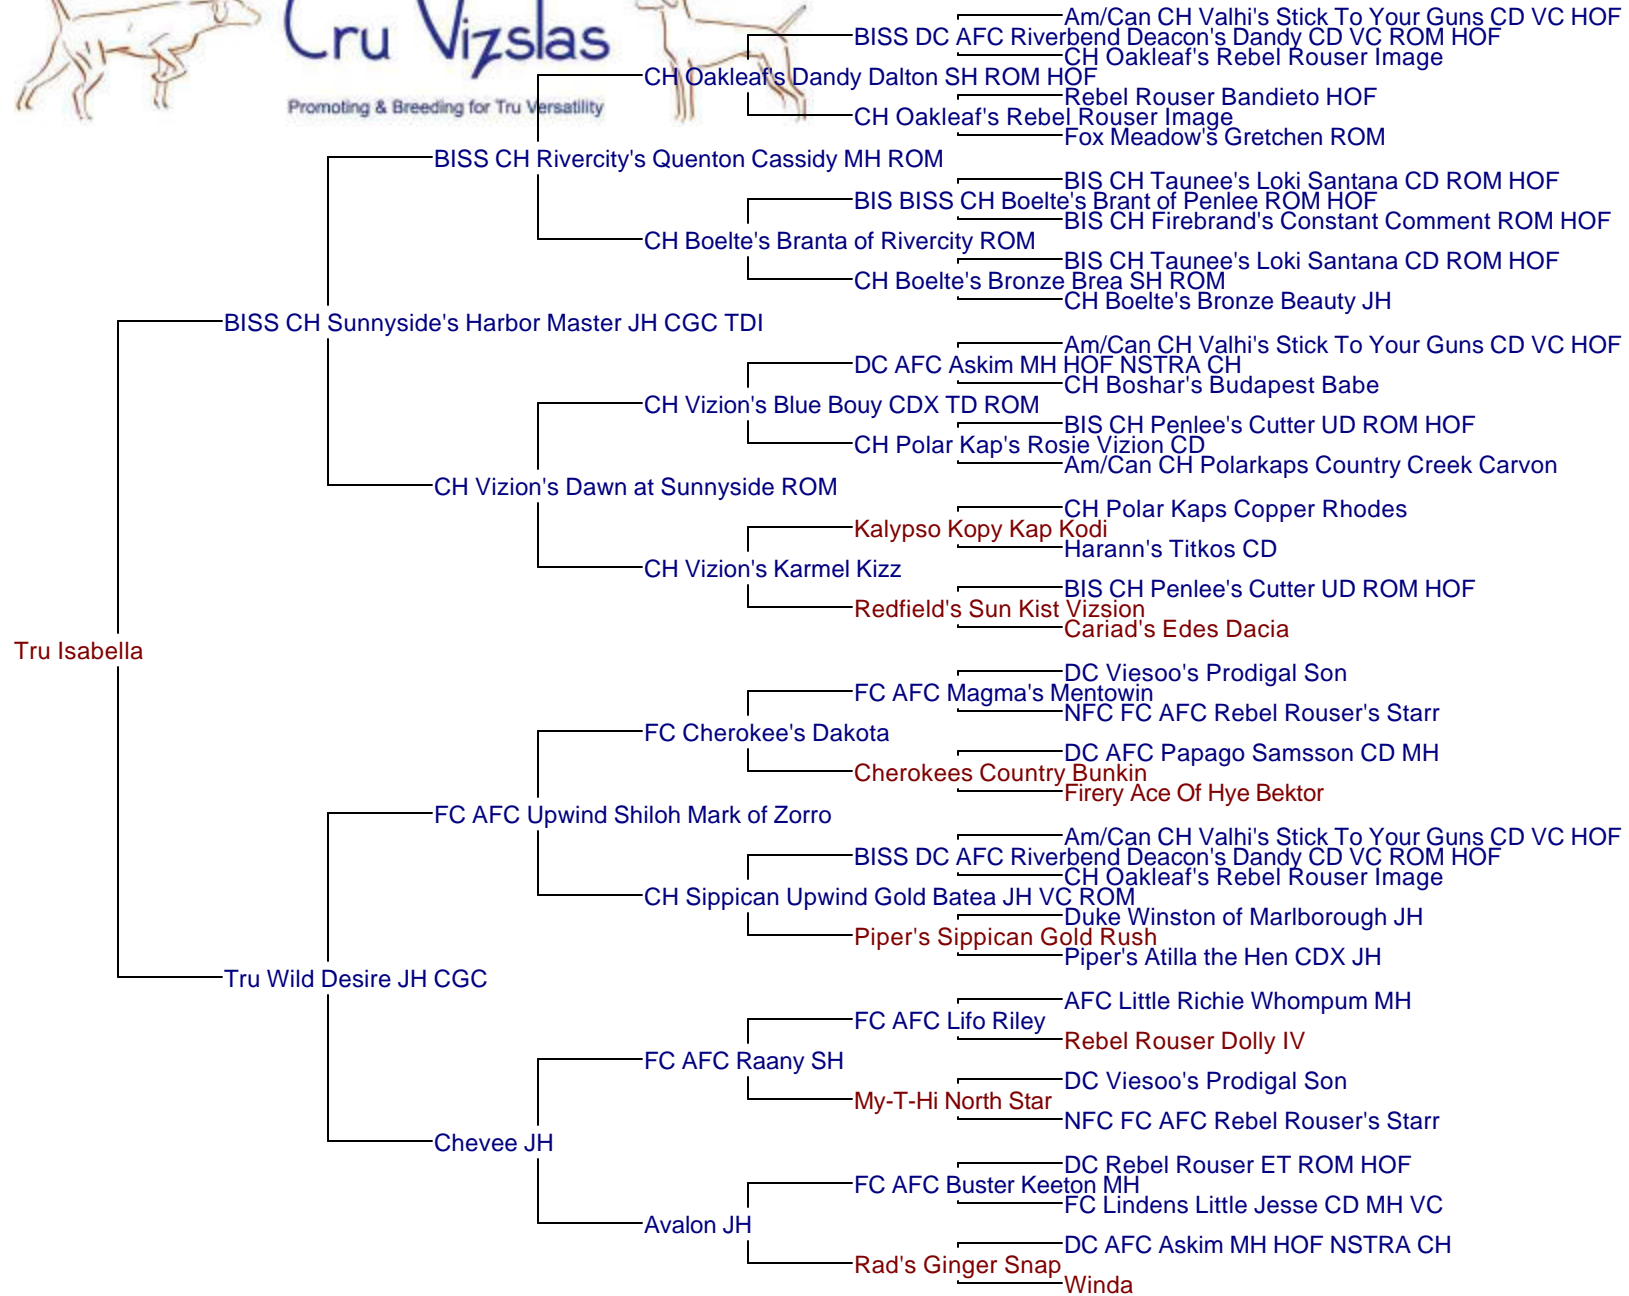 Cru Vizslas
Promoting & Breeding for Tru Versatility
Am/Can CH Valhi's Stick To Your Guns CD VC HOF
BISS DC AFC Riverbend Deacon's Dandy CD VC ROM HOF
CH Oakleaf's Rebel Rouser Image
CH Oakleaf's Dandy Dalton SH ROM HOF
Rebel Rouser Bandieto HOF
CH Oakleaf's Rebel Rouser Image
Fox Meadow's Gretchen ROM
BISS CH Rivercity's Quenton Cassidy MH ROM
BIS CH Taunee's Loki Santana CD ROM HOF
BIS BISS CH Boelte's Brant of Penlee ROM HOF
BIS CH Firebrand's Constant Comment ROM HOF
CH Boelte's Branta of Rivercity ROM
BIS CH Taunee's Loki Santana CD ROM HOF
CH Boelte's Bronze Brea SH ROM
CH Boelte's Bronze Beauty JH
BISS CH Sunnyside's Harbor Master JH CGC TDI
Am/Can CH Valhi's Stick To Your Guns CD VC HOF
DC AFC Askim MH HOF NSTRA CH
CH Boshar's Budapest Babe
CH Vizion's Blue Bouy CDX TD ROM
BIS CH Penlee's Cutter UD ROM HOF
CH Polar Kap's Rosie Vizion CD
Am/Can CH Polarkaps Country Creek Carvon
CH Vizion's Dawn at Sunnyside ROM
CH Polar Kaps Copper Rhodes
Kalypso Kopy Kap Kodi
Harann's Titkos CD
CH Vizion's Karmel Kizz
BIS CH Penlee's Cutter UD ROM HOF
Redfield's Sun Kist Vizsion
Cariad's Edes Dacia
Tru Isabella
DC Viesoo's Prodigal Son
FC AFC Magma's Mentowin
NFC FC AFC Rebel Rouser's Starr
FC Cherokee's Dakota
DC AFC Papago Samsson CD MH
Cherokees Country Bunkin
Firery Ace Of Hye Bektor
FC AFC Upwind Shiloh Mark of Zorro
Am/Can CH Valhi's Stick To Your Guns CD VC HOF
BISS DC AFC Riverbend Deacon's Dandy CD VC ROM HOF
CH Oakleaf's Rebel Rouser Image
CH Sippican Upwind Gold Batea JH VC ROM
Duke Winston of Marlborough JH
Piper's Sippican Gold Rush
Piper's Atilla the Hen CDX JH
Tru Wild Desire JH CGC
AFC Little Richie Whompum MH
FC AFC Lifo Riley
Rebel Rouser Dolly IV
FC AFC Raany SH
DC Viesoo's Prodigal Son
My-T-Hi North Star
NFC FC AFC Rebel Rouser's Starr
Chevee JH
DC Rebel Rouser ET ROM HOF
FC AFC Buster Keeton MH
FC Lindens Little Jesse CD MH VC
Avalon JH
DC AFC Askim MH HOF NSTRA CH
Rad's Ginger Snap
Winda